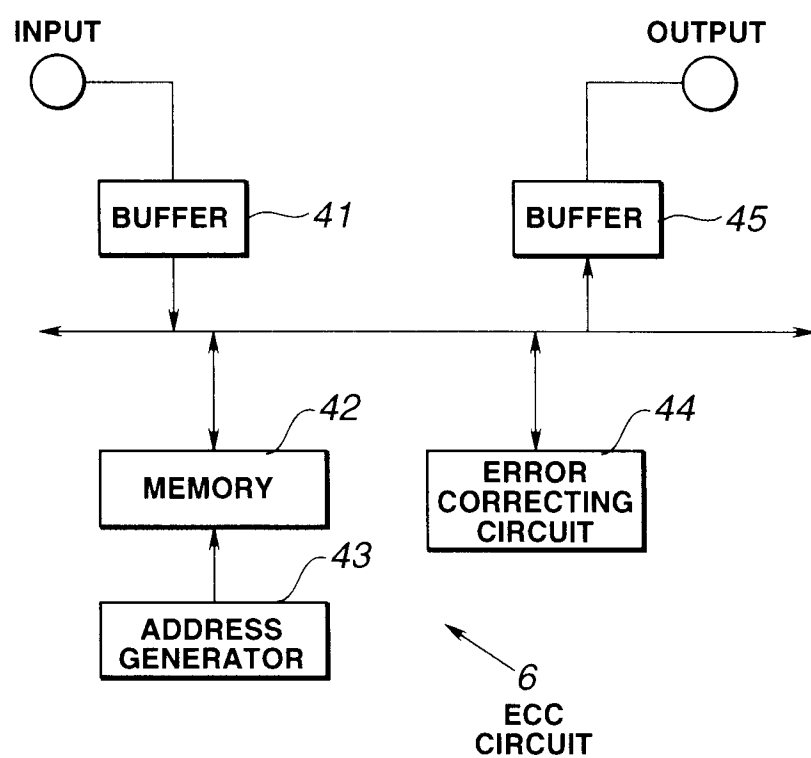 INPUT
OUTPUT
BUFFER
41
BUFFER
45
42
44
MEMORY
ERROR
CORRECTING
CIRCUIT
43
ADDRESS
GENERATOR
6
ECC
CIRCUIT